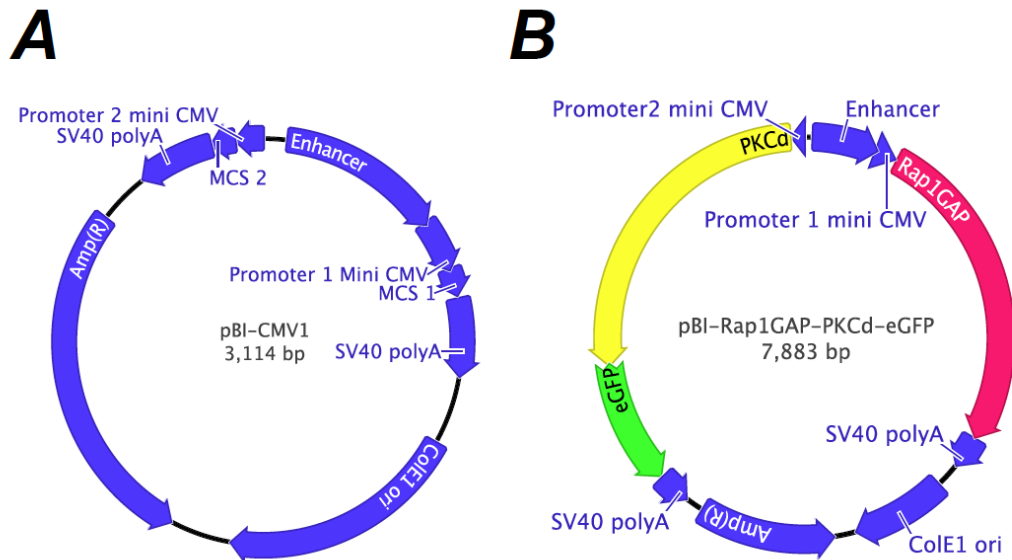 A
Promoter 2 mini CMV
SV40 polyA
MCS 2
Enhancer
Promoter 1 Mini CMV
MCS 1
SV40 polyA
Amp(R)
pBI-CMV1
3,114 bp
ColE1 ori
B
Promoter2 mini CMV
Enhancer
PKCd
Rap1GAP
Promoter 1 mini CMV
pBI-Rap1GAP-PKCd-eGFP
7,883 bp
eGFP
SV40 polyA
SV40 polyA
Amp(R)
ColE1 ori